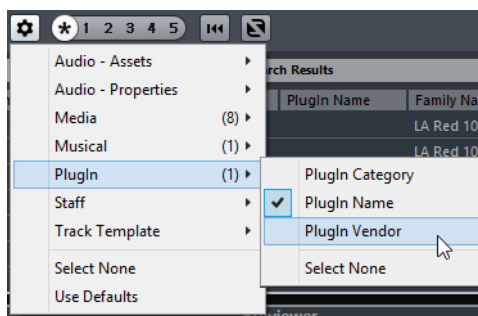 * 1 2 3 4 5
Audio - Assets
Audio - Properties
Media (8)
Musical (1)
PlugIn (1)
Staff
Track Template
Select None
Use Defaults
rch Results
PlugIn Name Family Na
LA Red 10
LA Red 10
PlugIn Category
PlugIn Name
PlugIn Vendor
Select None